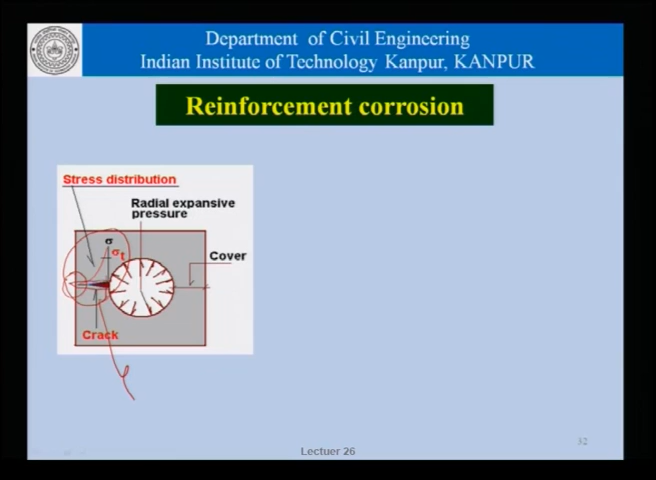 Department of Civil Engineering
Indian Institute of Technology Kanpur, KANPUR
Reinforcement corrosion
Stress distribution
Radial expansive
pressure
σ
σt
Cover
Crack
32
Lectuer 26